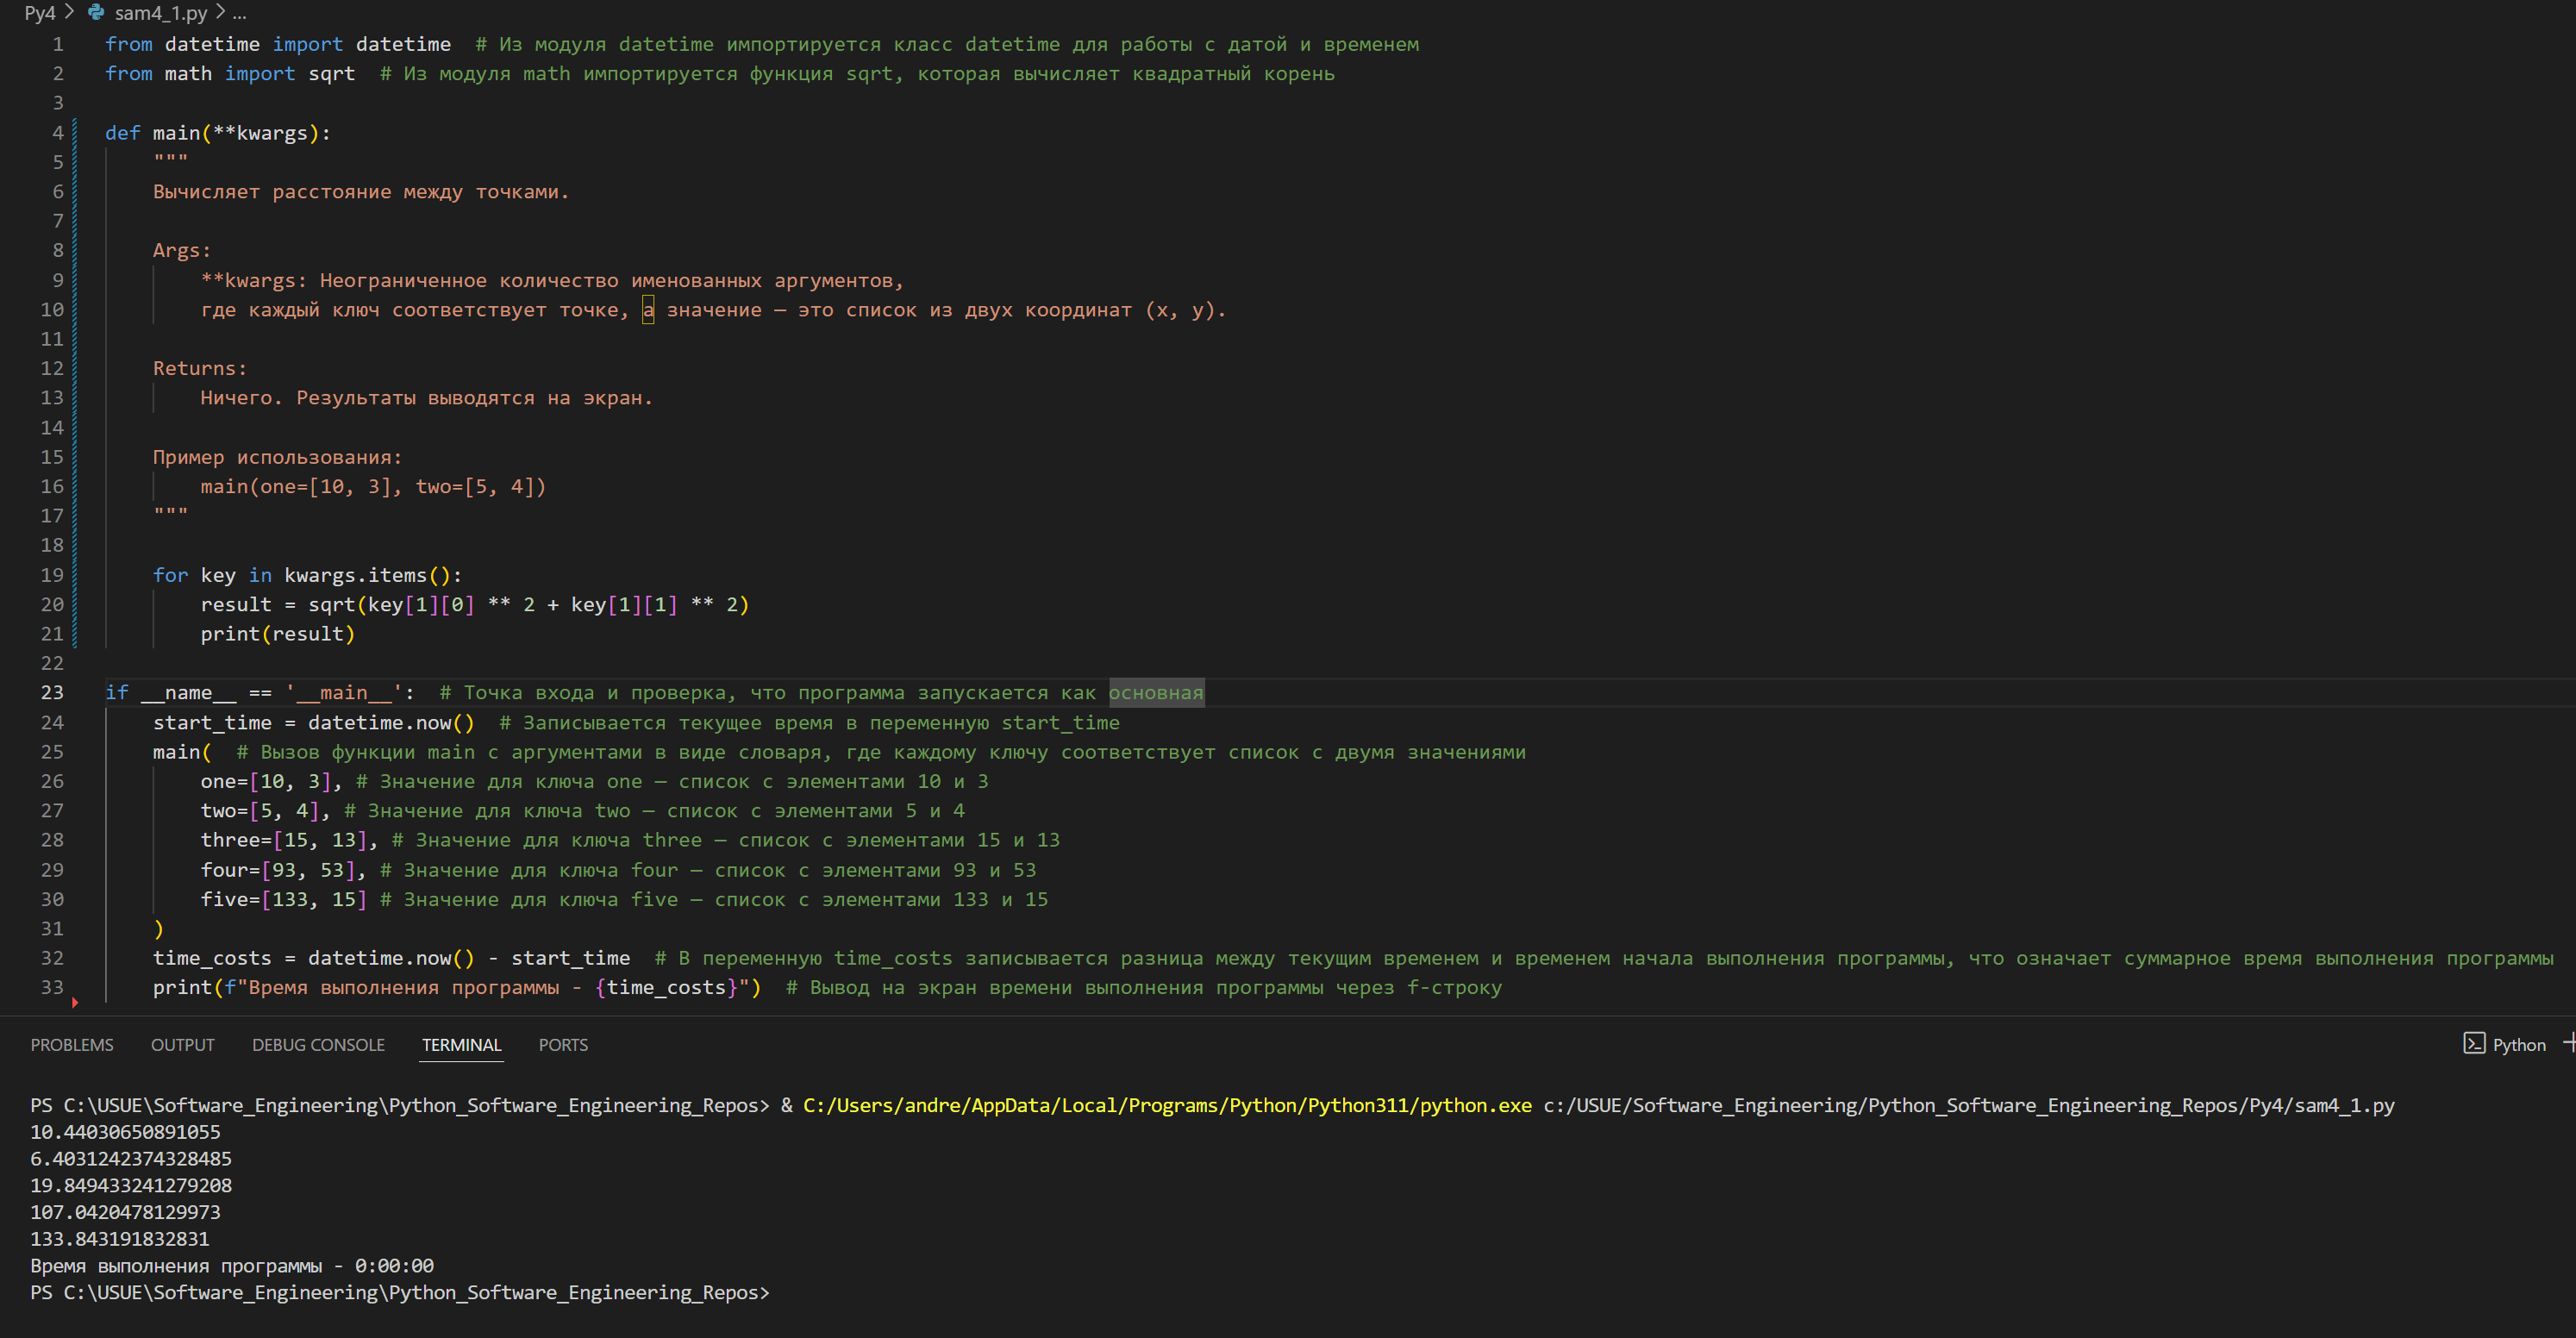 Py4 > sam4_1.py > ...
1 from datetime import datetime  # Из модуля datetime импортируется класс datetime для работы с датой и временем
2 from math import sqrt  # Из модуля math импортируется функция sqrt, которая вычисляет квадратный корень
3
4 def main(**kwargs):
5     """
6     Вычисляет расстояние между точками.
7
8     Args:
9         **kwargs: Неограниченное количество именованных аргументов,
10         где каждый ключ соответствует точке, а значение — это список из двух координат (x, y).
11
12     Returns:
13         Ничего. Результаты выводятся на экран.
14
15     Пример использования:
16         main(one=[10, 3], two=[5, 4])
17     """
18
19     for key in kwargs.items():
20         result = sqrt(key[1][0] ** 2 + key[1][1] ** 2)
21         print(result)
22
23 if __name__ == '__main__':  # Точка входа и проверка, что программа запускается как основная
24     start_time = datetime.now()  # Записывается текущее время в переменную start_time
25     main(  # Вызов функции main с аргументами в виде словаря, где каждому ключу соответствует список с двумя значениями
26         one=[10, 3], # Значение для ключа one — список с элементами 10 и 3
27         two=[5, 4], # Значение для ключа two — список с элементами 5 и 4
28         three=[15, 13], # Значение для ключа three — список с элементами 15 и 13
29         four=[93, 53], # Значение для ключа four — список с элементами 93 и 53
30         five=[133, 15] # Значение для ключа five — список с элементами 133 и 15
31     )
32     time_costs = datetime.now() - start_time  # В переменную time_costs записывается разница между текущим временем и временем начала выполнения программы, что означает суммарное время выполнения программы
33     print(f"Время выполнения программы - {time_costs}")  # Вывод на экран времени выполнения программы через f-строку
PROBLEMS OUTPUT DEBUG CONSOLE TERMINAL PORTS Python
PS C:\USUE\Software_Engineering\Python_Software_Engineering_Repos> & C:/Users/andre/AppData/Local/Programs/Python/Python311/python.exe c:/USUE/Software_Engineering/Python_Software_Engineering_Repos/Py4/sam4_1.py
10.44030650891055
6.4031242374328485
19.849433241279208
107.0420478129973
133.843191832831
Время выполнения программы - 0:00:00
PS C:\USUE\Software_Engineering\Python_Software_Engineering_Repos>